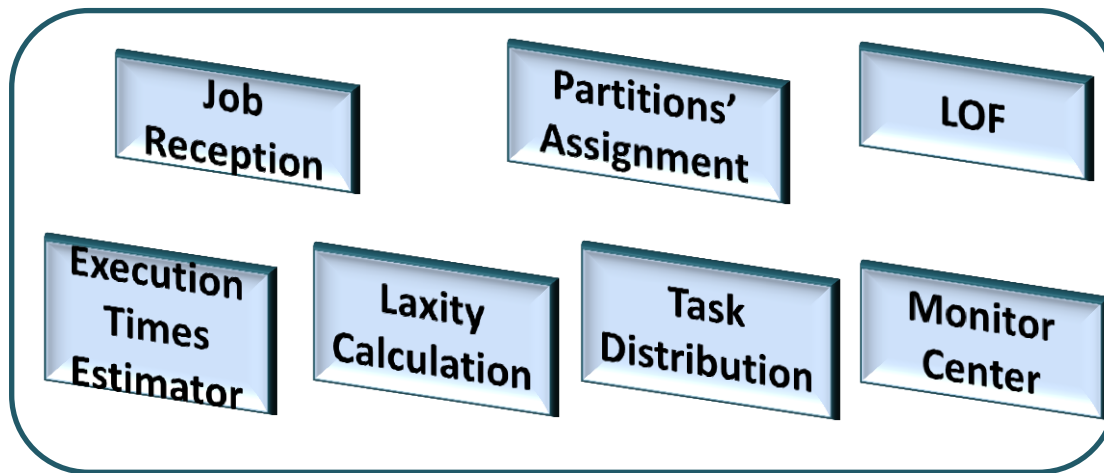 Job
Reception
Partitions’
Assignment
LOF
Execution
Times
Estimator
Laxity
Calculation
Task
Distribution
Monitor
Center